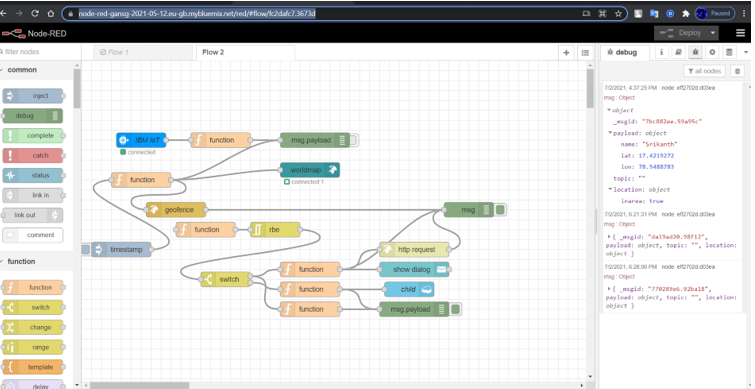 node-red-gansg-2021-05-12.eu-gb.mybluemix.net/red/#flow/fc2dafc7.3673d
Paused
Node-RED
Deploy
filter nodes
Flow 1
Flow 2
debug
all nodes
common
inject
debug
complete
catch
status
link in
link out
comment
function
function
switch
change
range
template
delay
IBM IoT
connected
function
msg.payload
worldmap
connected 1
function
geofence
msg
function
rbe
timestamp
http request
switch
function
show dialog
function
child
function
msg.payload
7/2/2021, 4:37:25 PM node: eff2702d.d03ea
msg : Object
object
_msgid: "7bc882ee.59a95c"
payload: object
name: "Srikanth"
lat: 17.4219272
lon: 78.5488783
topic: ""
location: object
inarea: true
7/2/2021, 6:21:31 PM node: eff2702d.d03ea
msg : Object
{ _msgid: "da19ad20.98f12",
payload: object, topic: "", location:
object }
7/2/2021, 6:28:06 PM node: eff2702d.d03ea
msg : Object
{ _msgid: "770289e6.92ba18",
payload: object, topic: "", location:
object }